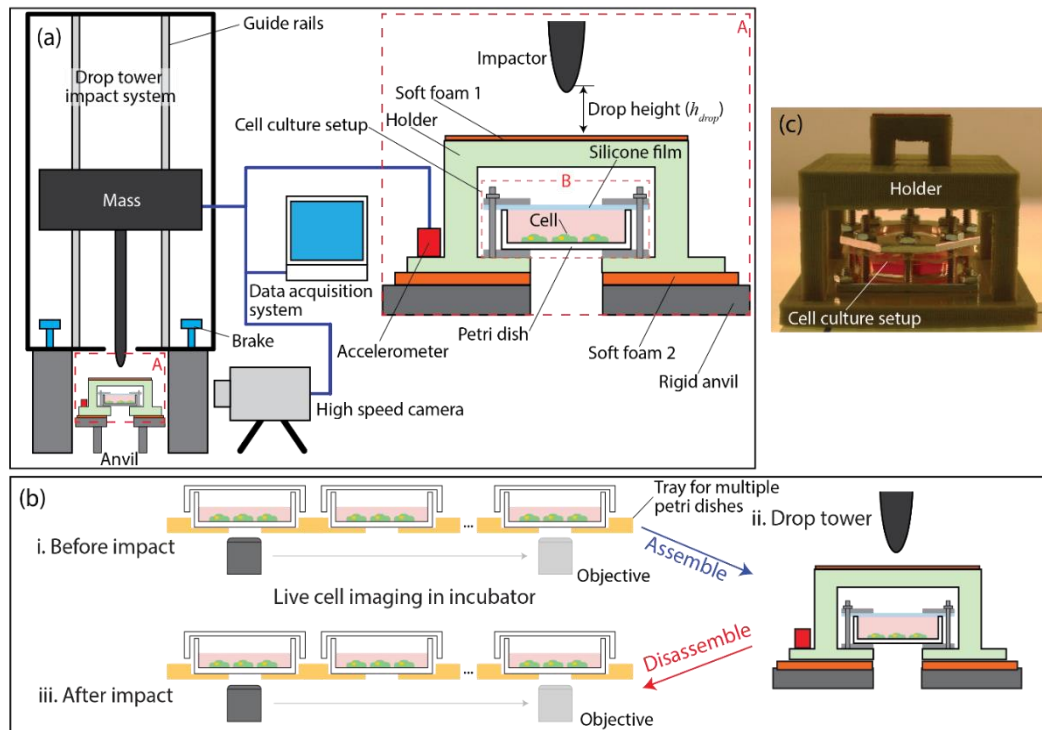 (a)
Guide rails
Drop tower
impact system
Mass
Brake
Anvil
A
Data acquisition
system
High speed camera
A
Impactor
Drop height (h_drop)
Soft foam 1
Holder
Cell culture setup
Silicone film
B
Cell
Accelerometer
Petri dish
Soft foam 2
Rigid anvil
(c)
Holder
Cell culture setup
(b)
Tray for multiple
petri dishes
...
i. Before impact
Objective
Live cell imaging in incubator
Assemble
ii. Drop tower
Disassemble
...
iii. After impact
Objective